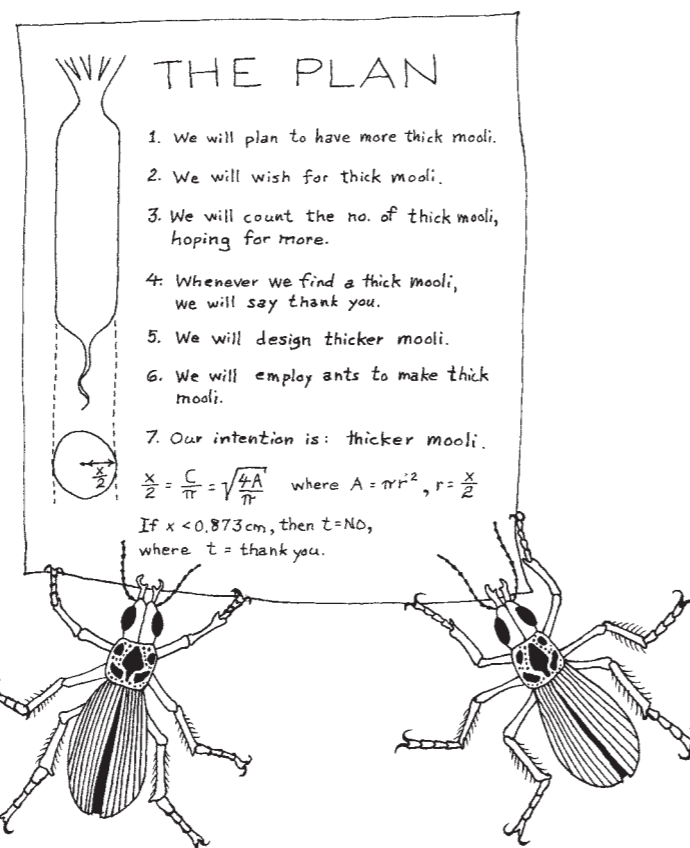 THE PLAN
1. We will plan to have more thick mooli.
2. We will wish for thick mooli.
3. We will count the no. of thick mooli,
hoping for more.
4. Whenever we find a thick mooli,
we will say thank you.
5. We will design thicker mooli.
6. We will employ ants to make thick
mooli.
7. Our intention is: thicker mooli.
x/2
x/2 = C/π = √(4A/π) where A = πr², r = x/2
If x < 0.873cm, then t=NO,
where t = thank you.